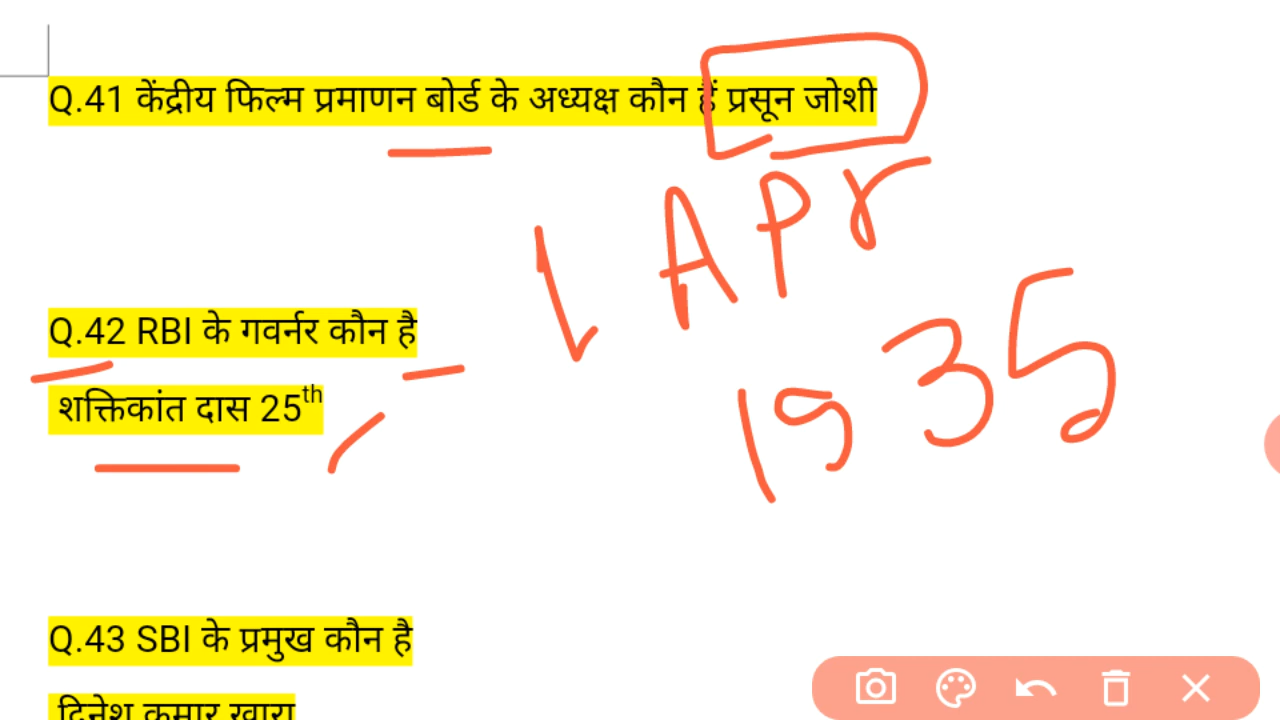 Q.41 केंद्रीय फिल्म प्रमाणन बोर्ड के अध्यक्ष कौन हैं प्रसून जोशी
1 Apr
1935
Q.42 RBI के गवर्नर कौन है
शक्तिकांत दास 25th
Q.43 SBI के प्रमुख कौन है
दिनेश कुमार खारा